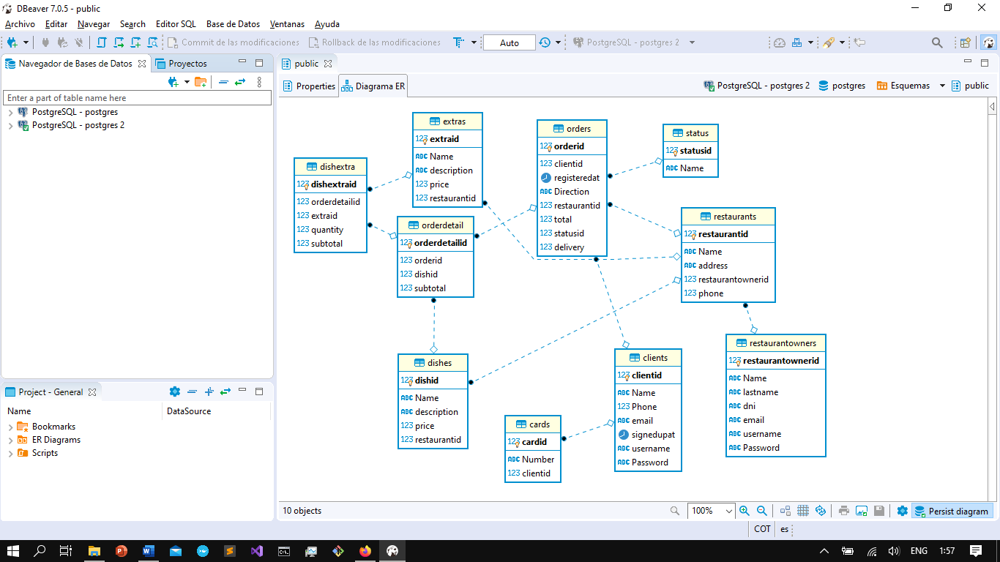 DBeaver 7.0.5 - public
Archivo Editar Navegar Search Editor SQL Base de Datos Ventanas Ayuda
Commit de las modificaciones Rollback de las modificaciones Auto PostgreSQL - postgres 2
Navegador de Bases de Datos Proyectos
Enter a part of table name here
PostgreSQL - postgres
PostgreSQL - postgres 2
Project - General
Name DataSource
Bookmarks
ER Diagrams
Scripts
public
Properties Diagrama ER PostgreSQL - postgres 2 postgres Esquemas public
dishextra
123 dishextraid
123 orderdetailid
123 extraid
123 quantity
123 subtotal
extras
123 extraid
ABC Name
ABC description
123 price
123 restaurantid
orderdetail
123 orderdetailid
123 orderid
123 dishid
123 subtotal
orders
123 orderid
123 clientid
registeredat
ABC Direction
123 restaurantid
123 total
123 statusid
123 delivery
status
123 statusid
ABC Name
restaurants
123 restaurantid
ABC Name
ABC address
123 restaurantownerid
123 phone
dishes
123 dishid
ABC Name
ABC description
123 price
123 restaurantid
cards
123 cardid
ABC Number
123 clientid
clients
123 clientid
ABC Name
123 Phone
ABC email
signedupat
ABC username
ABC Password
restaurantowners
123 restaurantownerid
ABC Name
ABC lastname
ABC dni
ABC email
ABC username
ABC Password
10 objects 100% Persist diagram
COT es
ENG 1:57